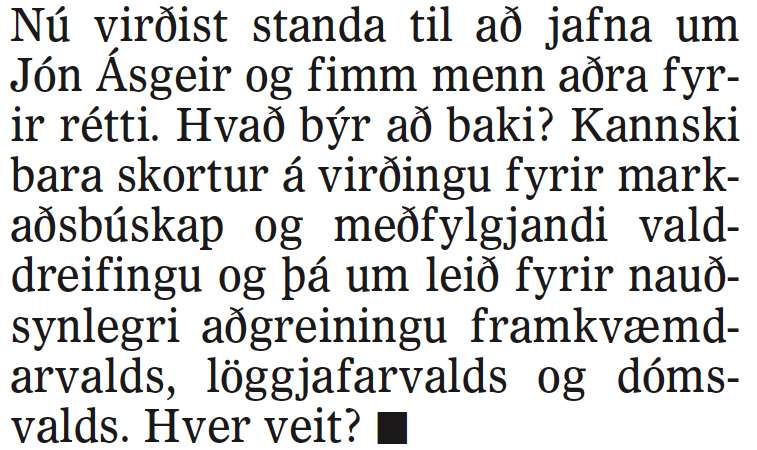 Nú virðist standa til að jafna um
Jón Ásgeir og fimm menn aðra fyr-
ir rétti. Hvað býr að baki? Kannski
bara skortur á virðingu fyrir mark-
aðsbúskap og meðfylgjandi vald-
dreifingu og þá um leið fyrir nauð-
synlegri aðgreiningu framkvæmd-
arvalds, löggjafarvalds og dóms-
valds. Hver veit? ■